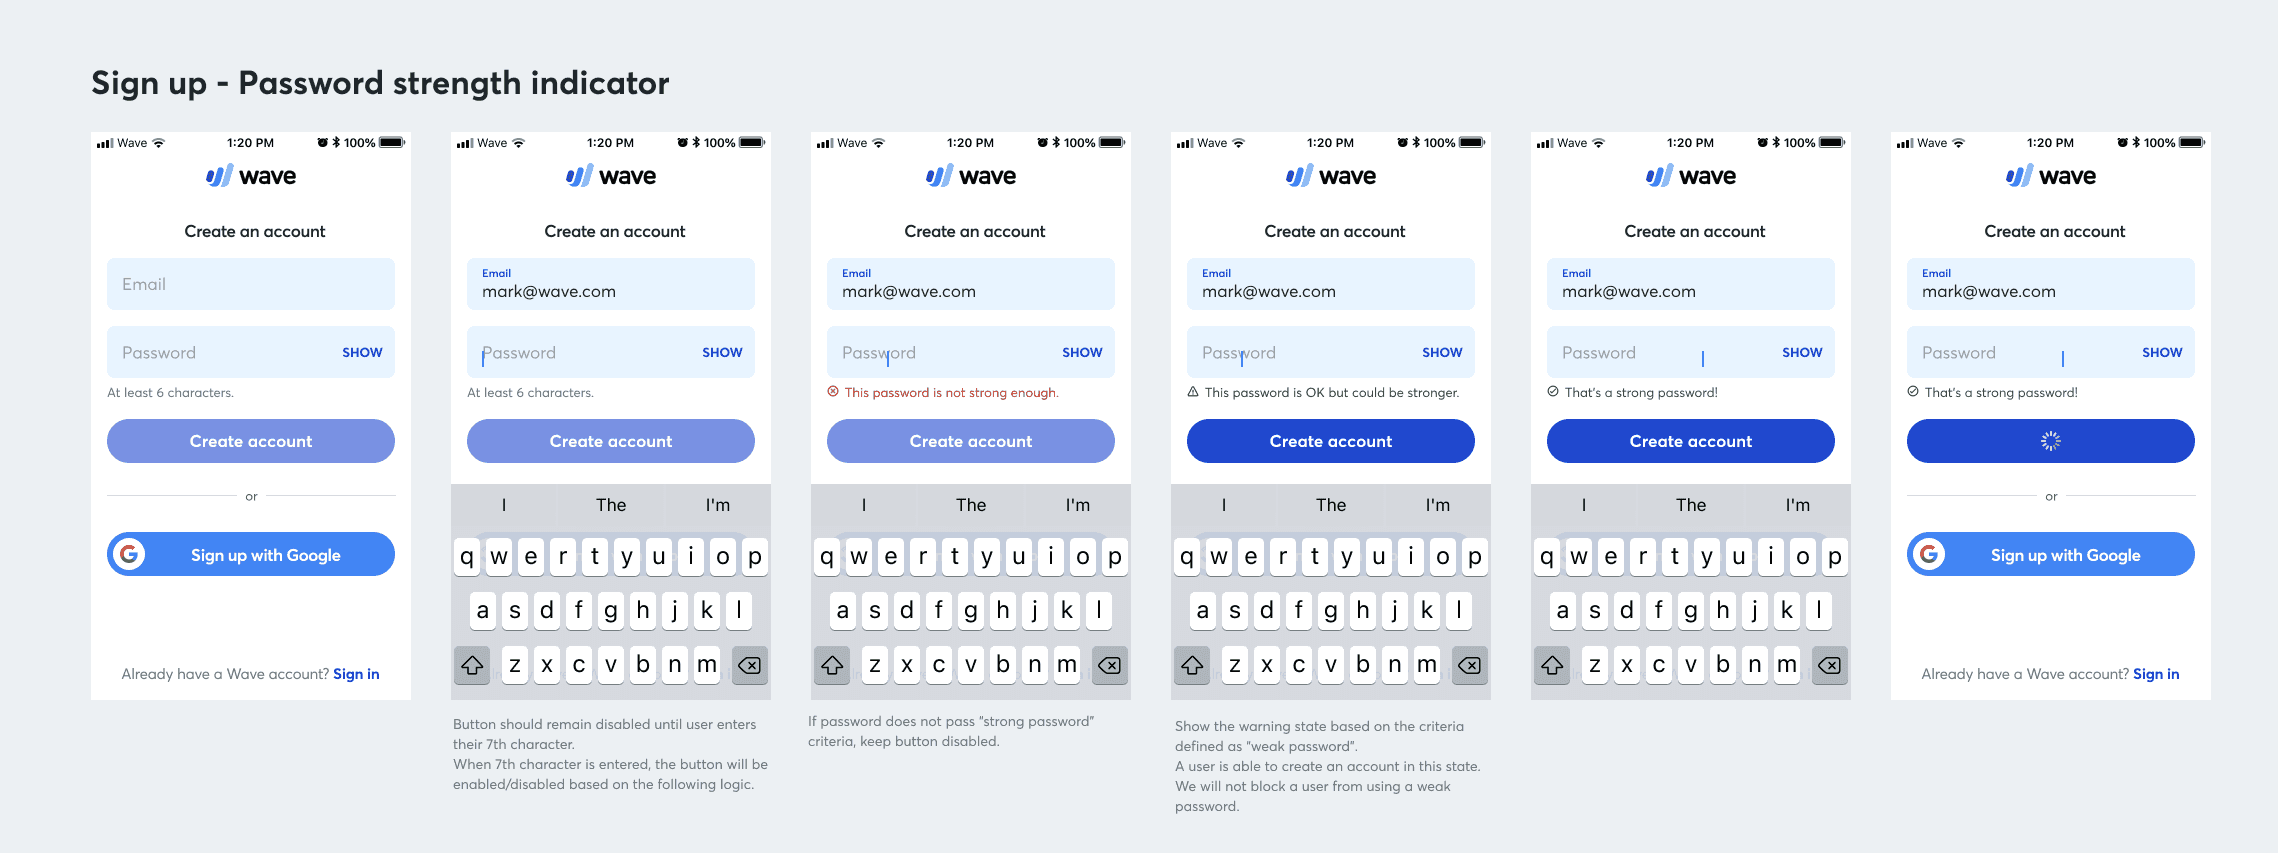 Sign up - Password strength indicator
Wave 1:20 PM 100%
wave
Create an account
Email
Password SHOW
At least 6 characters.
Create account
or
Sign up with Google
Already have a Wave account? Sign in
Wave 1:20 PM 100%
wave
Create an account
Email
mark@wave.com
Password SHOW
At least 6 characters.
Create account
I The I'm
q w e r t y u i o p
a s d f g h j k l
z x c v b n m
Button should remain disabled until user enters
their 7th character.
When 7th character is entered, the button will be
enabled/disabled based on the following logic.
Wave 1:20 PM 100%
wave
Create an account
Email
mark@wave.com
Password SHOW
This password is not strong enough.
Create account
I The I'm
q w e r t y u i o p
a s d f g h j k l
z x c v b n m
If password does not pass "strong password"
criteria, keep button disabled.
Wave 1:20 PM 100%
wave
Create an account
Email
mark@wave.com
Password SHOW
This password is OK but could be stronger.
Create account
I The I'm
q w e r t y u i o p
a s d f g h j k l
z x c v b n m
Show the warning state based on the criteria
defined as "weak password".
A user is able to create an account in this state.
We will not block a user from using a weak
password.
Wave 1:20 PM 100%
wave
Create an account
Email
mark@wave.com
Password SHOW
That's a strong password!
Create account
I The I'm
q w e r t y u i o p
a s d f g h j k l
z x c v b n m
Wave 1:20 PM 100%
wave
Create an account
Email
mark@wave.com
Password SHOW
That's a strong password!
or
Sign up with Google
Already have a Wave account? Sign in